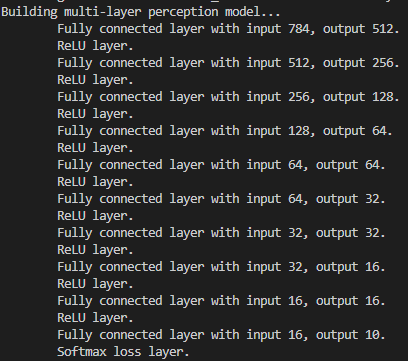 Building multi-layer perception model...
Fully connected layer with input 784, output 512.
ReLU layer.
Fully connected layer with input 512, output 256.
ReLU layer.
Fully connected layer with input 256, output 128.
ReLU layer.
Fully connected layer with input 128, output 64.
ReLU layer.
Fully connected layer with input 64, output 64.
ReLU layer.
Fully connected layer with input 64, output 32.
ReLU layer.
Fully connected layer with input 32, output 32.
ReLU layer.
Fully connected layer with input 32, output 16.
ReLU layer.
Fully connected layer with input 16, output 16.
ReLU layer.
Fully connected layer with input 16, output 10.
Softmax loss layer.